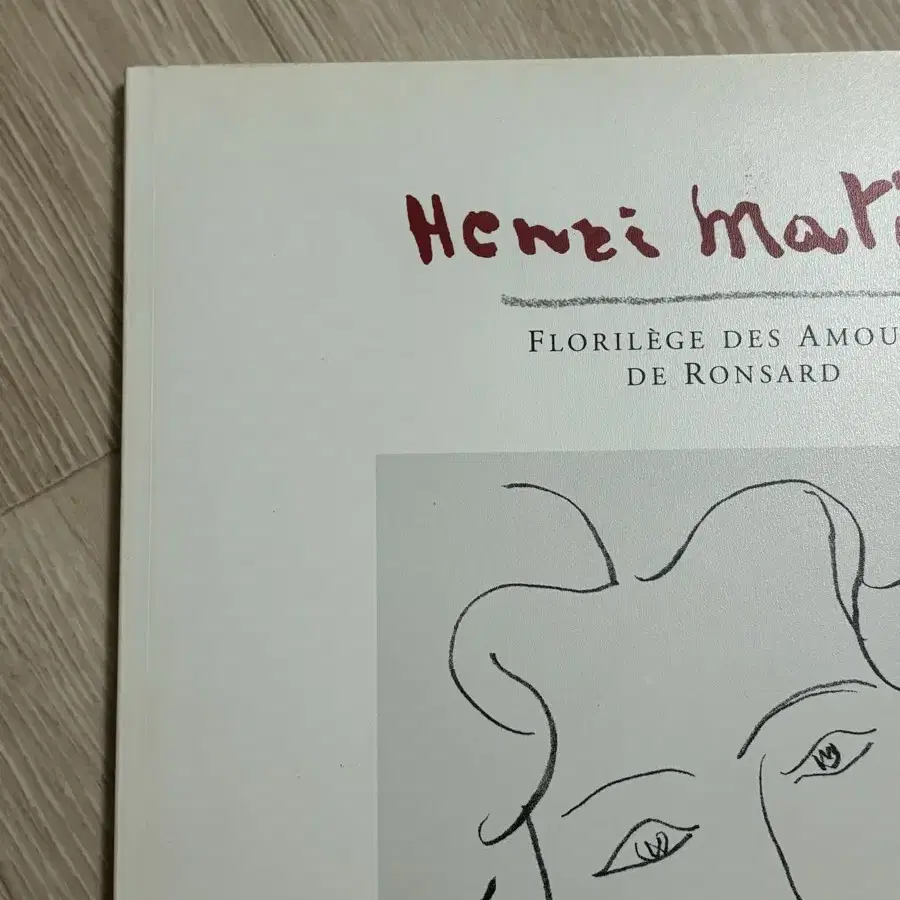 Henri Mati
FLORILÈGE DES AMOU
DE RONSARD